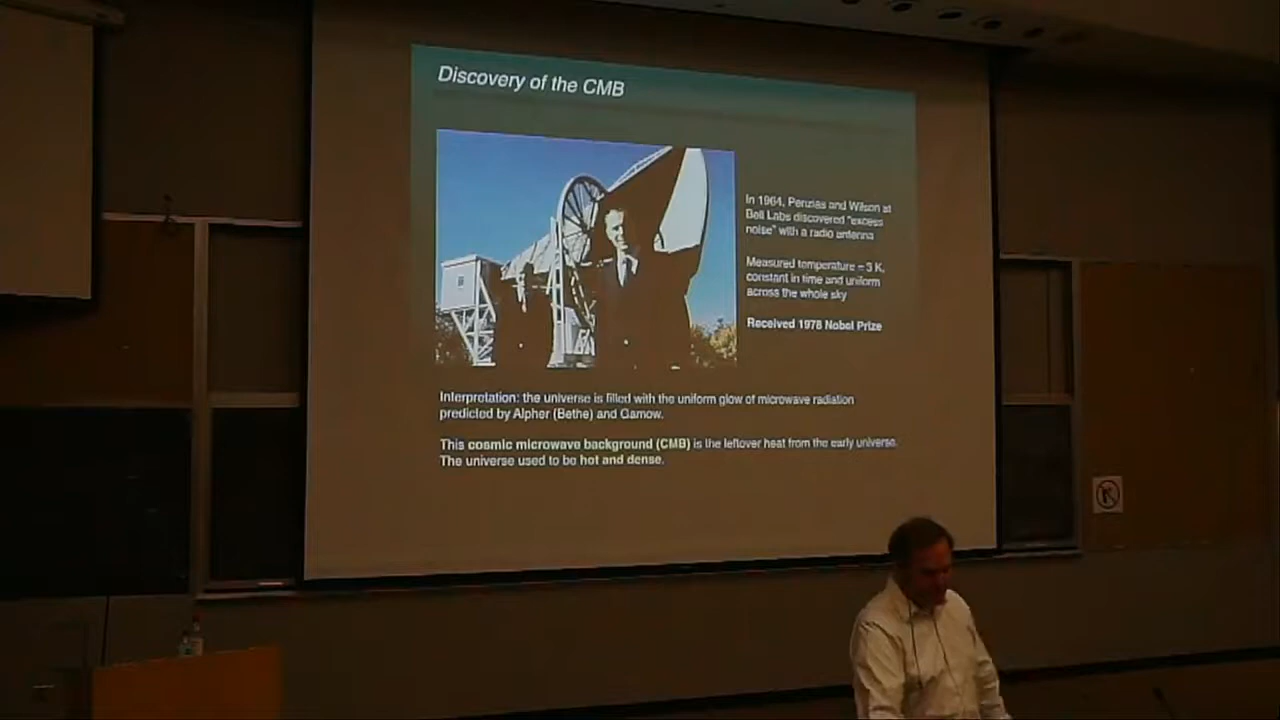 Discovery of the CMB
In 1964, Penzias and Wilson at
Bell Labs discovered "excess
noise" with a radio antenna
Measured temperature = 3 K,
constant in time and uniform
across the whole sky
Received 1978 Nobel Prize
Interpretation: the universe is filled with the uniform glow of microwave radiation
predicted by Alpher (Bethe) and Gamow.
This cosmic microwave background (CMB) is the leftover heat from the early universe.
The universe used to be hot and dense.